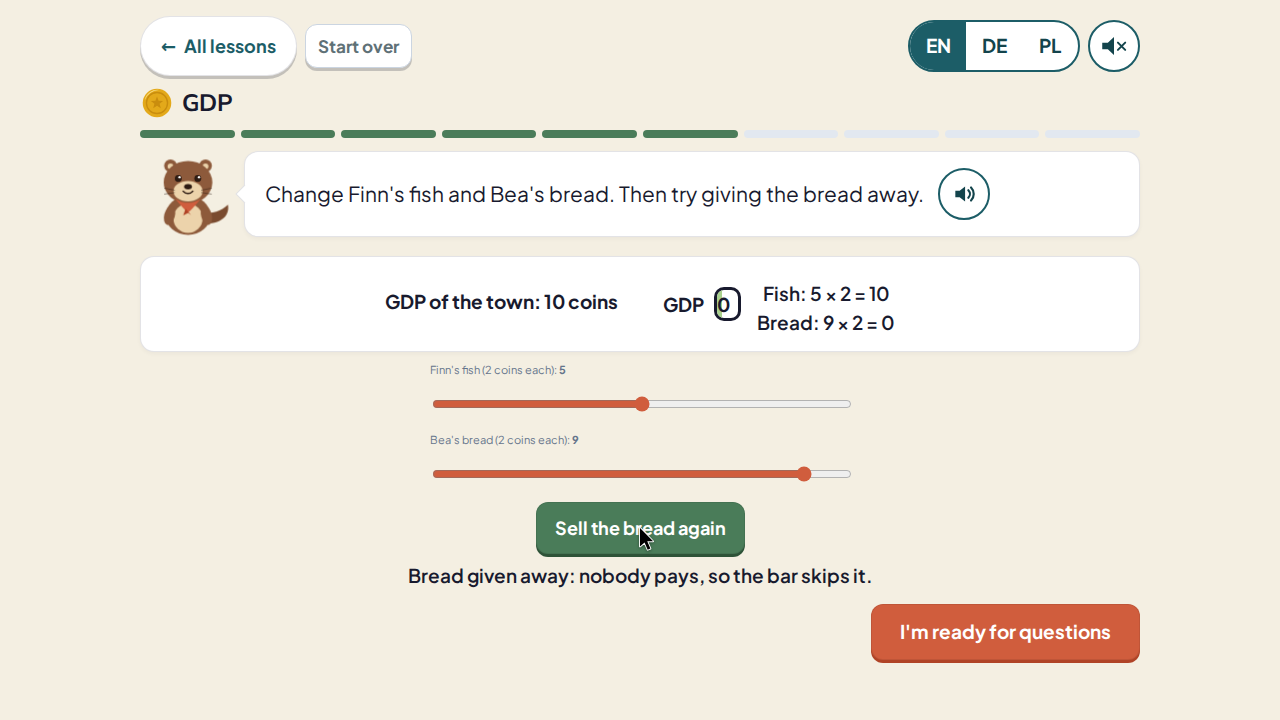 ← All lessons
Start over
EN
DE
PL
GDP
Change Finn's fish and Bea's bread. Then try giving the bread away.
GDP of the town: 10 coins
GDP
0
Fish: 5 × 2 = 10
Bread: 9 × 2 = 0
Finn's fish (2 coins each): 5
Bea's bread (2 coins each): 9
Sell the bread again
Bread given away: nobody pays, so the bar skips it.
I'm ready for questions